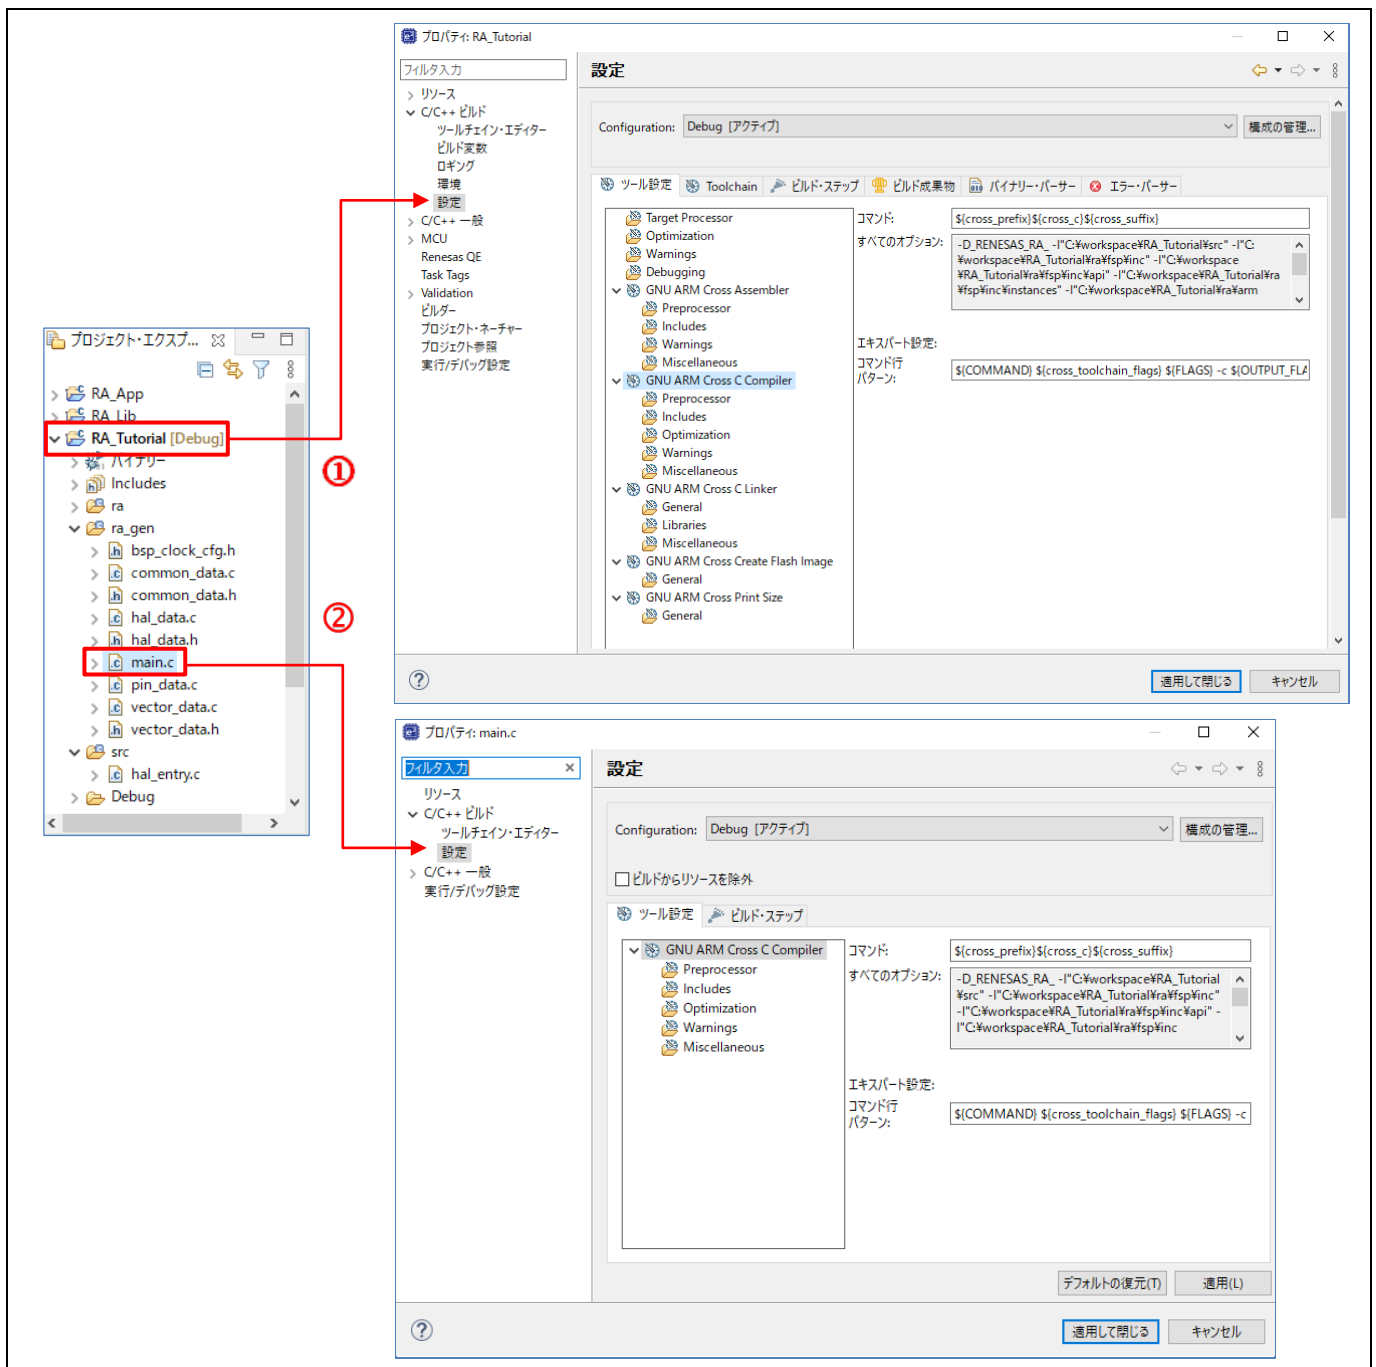 プロパティ: RA_Tutorial
フィルタ入力
設定
リソース
C/C++ ビルド
ツールチェイン・エディター
ビルド変数
ロギング
環境
設定
C/C++ 一般
MCU
Renesas QE
Task Tags
Validation
ビルダー
プロジェクト・ネーチャー
プロジェクト参照
実行/デバッグ設定
Configuration:
Debug [アクティブ]
構成の管理...
ツール設定
Toolchain
ビルド・ステップ
ビルド成果物
バイナリー・パーサー
エラー・パーサー
Target Processor
Optimization
Warnings
Debugging
GNU ARM Cross Assembler
Preprocessor
Includes
Warnings
Miscellaneous
GNU ARM Cross C Compiler
Preprocessor
Includes
Optimization
Warnings
Miscellaneous
GNU ARM Cross C Linker
General
Libraries
Miscellaneous
GNU ARM Cross Create Flash Image
General
GNU ARM Cross Print Size
General
コマンド:
${cross_prefix}${cross_c}${cross_suffix}
すべてのオプション:
-D_RENESAS_RA_ -I"C:¥workspace¥RA_Tutorial¥src" -I"C:
¥workspace¥RA_Tutorial¥ra¥fsp¥inc" -I"C:¥workspace
¥RA_Tutorial¥ra¥fsp¥inc¥api" -I"C:¥workspace¥RA_Tutorial¥ra
¥fsp¥inc¥instances" -I"C:¥workspace¥RA_Tutorial¥ra¥arm
エキスパート設定:
コマンド行
パターン:
${COMMAND} ${cross_toolchain_flags} ${FLAGS} -c ${OUTPUT_FLA
適用して閉じる
キャンセル
プロジェクト・エクスプ...
RA_App
RA_Lib
RA_Tutorial [Debug]
バイナリー
Includes
ra
ra_gen
bsp_clock_cfg.h
common_data.c
common_data.h
hal_data.c
hal_data.h
main.c
pin_data.c
vector_data.c
vector_data.h
src
hal_entry.c
Debug
①
②
プロパティ: main.c
フィルタ入力
設定
リソース
C/C++ ビルド
ツールチェイン・エディター
設定
C/C++ 一般
実行/デバッグ設定
Configuration:
Debug [アクティブ]
構成の管理...
ビルドからリソースを除外
ツール設定
ビルド・ステップ
GNU ARM Cross C Compiler
Preprocessor
Includes
Optimization
Warnings
Miscellaneous
コマンド:
${cross_prefix}${cross_c}${cross_suffix}
すべてのオプション:
-D_RENESAS_RA_ -I"C:¥workspace¥RA_Tutorial
¥src" -I"C:¥workspace¥RA_Tutorial¥ra¥fsp¥inc"
-I"C:¥workspace¥RA_Tutorial¥ra¥fsp¥inc¥api" -
I"C:¥workspace¥RA_Tutorial¥ra¥fsp¥inc
エキスパート設定:
コマンド行
パターン:
${COMMAND} ${cross_toolchain_flags} ${FLAGS} -c
デフォルトの復元(T)
適用(L)
適用して閉じる
キャンセル